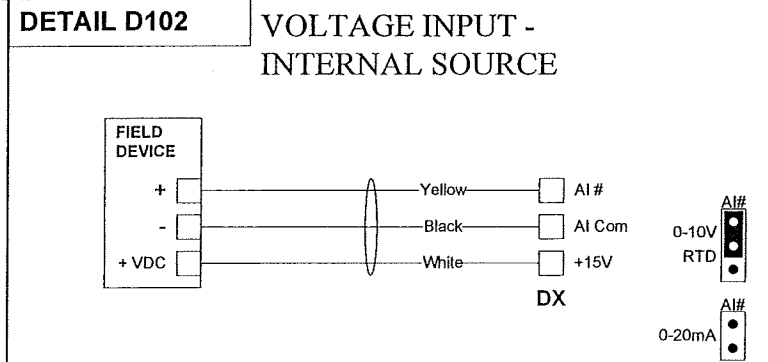 DETAIL D102
VOLTAGE INPUT -
INTERNAL SOURCE
FIELD
DEVICE
+ Yellow AI #
- Black AI Com
+ VDC White +15V
DX
AI#
0-10V
RTD
AI#
0-20mA